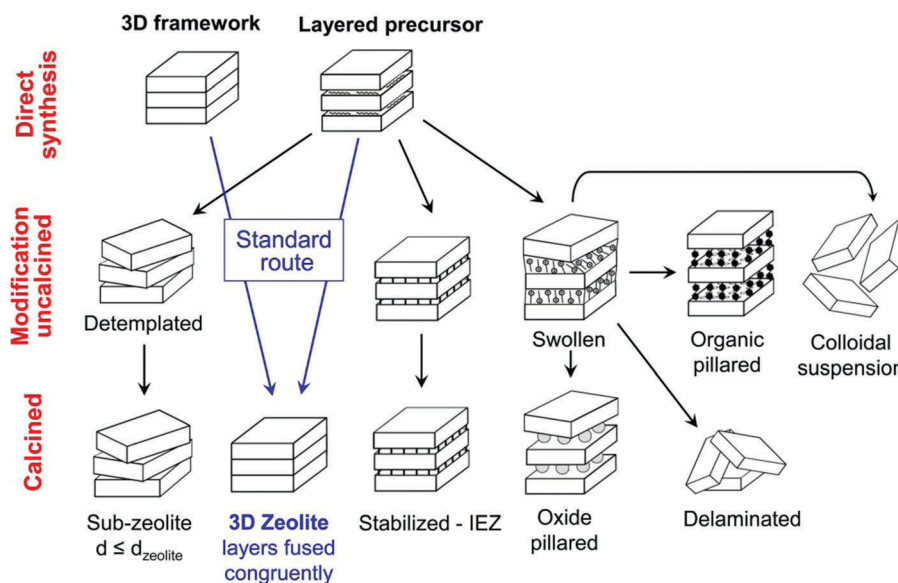 3D framework
Layered precursor
Direct
synthesis
Standard
route
Modification
uncalcined
Detemplated
Swollen
Organic
pillared
Colloidal
suspension
Calcined
Sub-zeolite
d ≤ dzeolite
3D Zeolite
layers fused
congruently
Stabilized - IEZ
Oxide
pillared
Delaminated